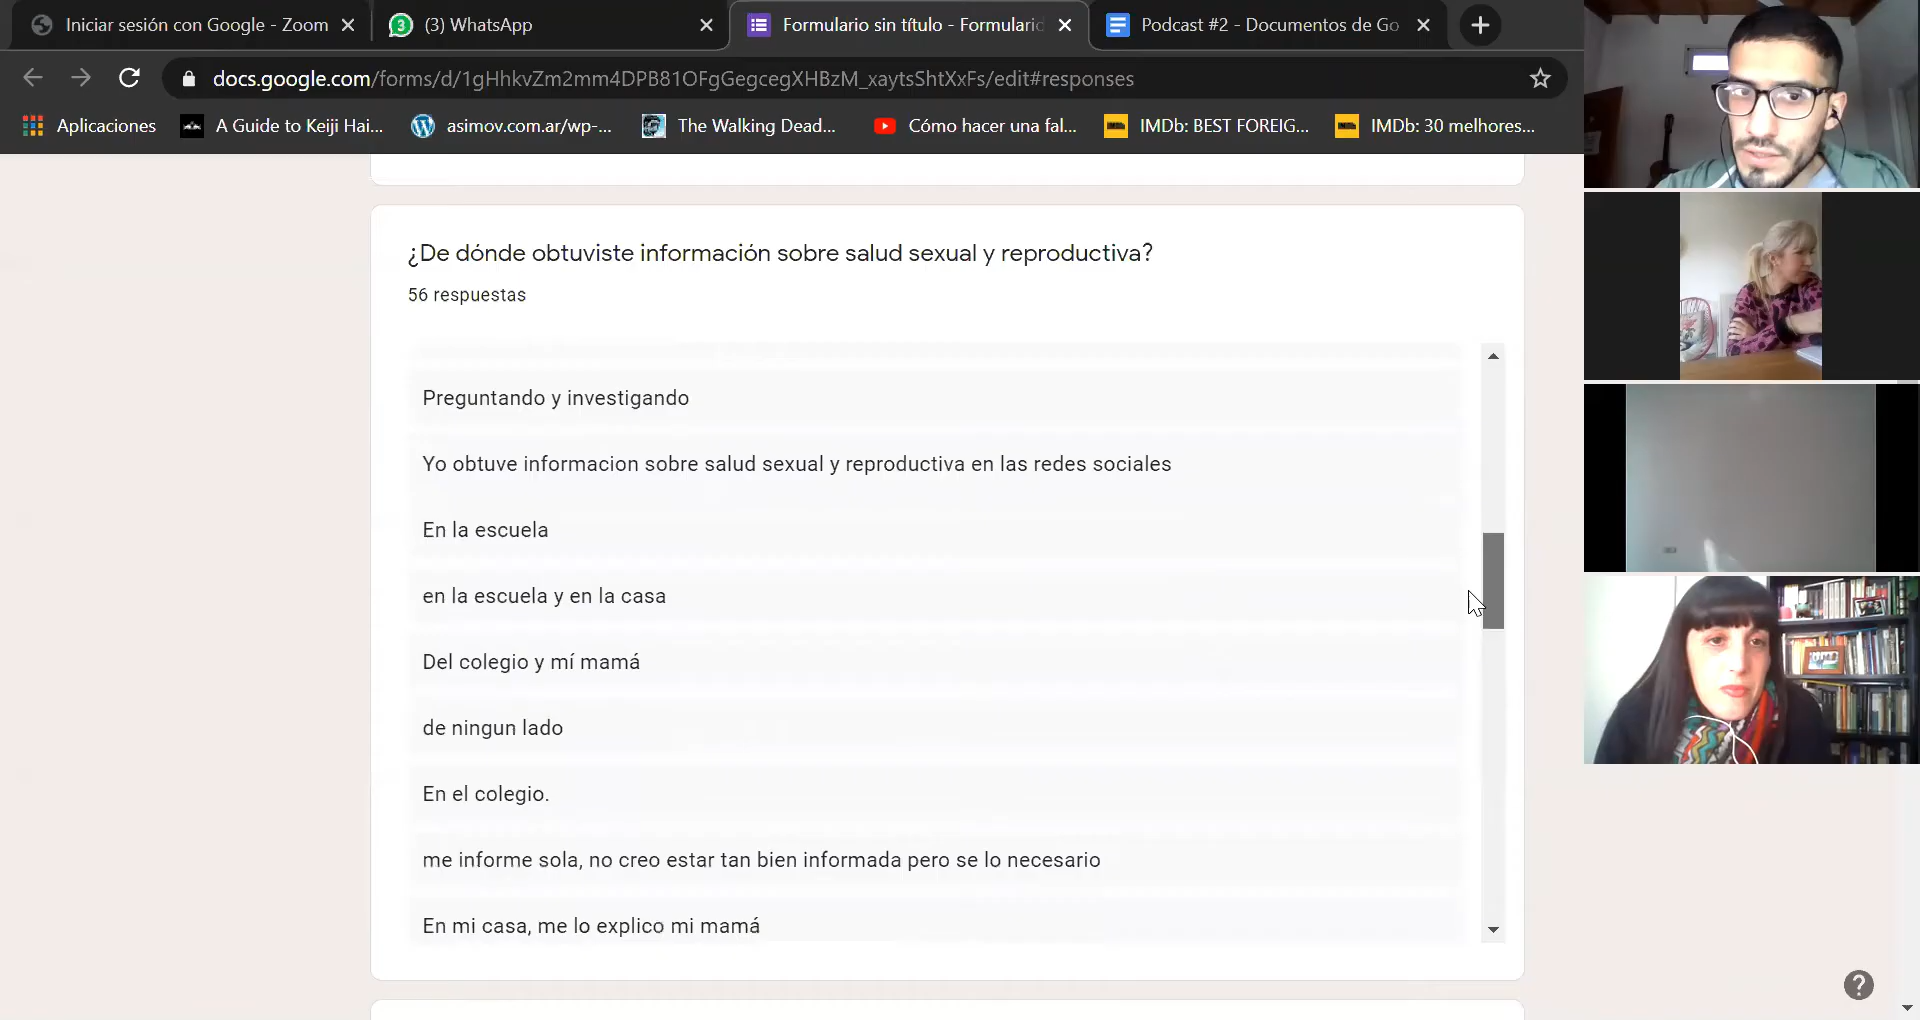 Iniciar sesión con Google - Zoom
3
(3) WhatsApp
Formulario sin título - Formulario
Podcast #2 - Documentos de Go
docs.google.com/forms/d/1gHhkvZm2mm4DPB81OFgGegcegXHBzM_xaytsShtXxFs/edit#responses
Aplicaciones
A Guide to Keiji Hai...
asimov.com.ar/wp-...
The Walking Dead...
Cómo hacer una fal...
IMDb: BEST FOREIG...
IMDb: 30 melhores...
¿De dónde obtuviste información sobre salud sexual y reproductiva?
56 respuestas
Preguntando y investigando
Yo obtuve informacion sobre salud sexual y reproductiva en las redes sociales
En la escuela
en la escuela y en la casa
Del colegio y mí mamá
de ningun lado
En el colegio.
me informe sola, no creo estar tan bien informada pero se lo necesario
En mi casa, me lo explico mi mamá